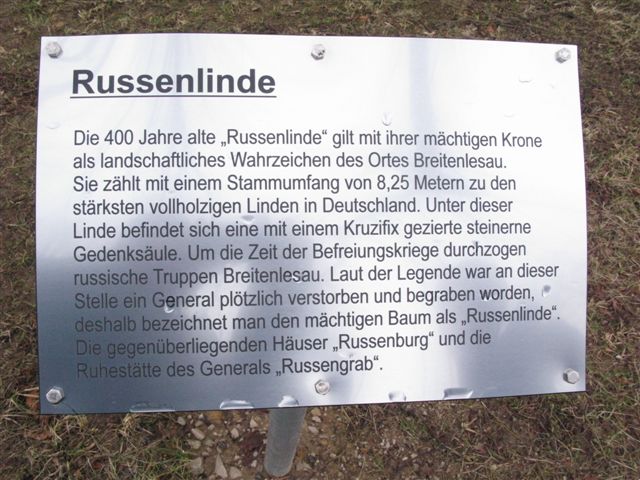 Russenlinde
Die 400 Jahre alte „Russenlinde“ gilt mit ihrer mächtigen Krone
als landschaftliches Wahrzeichen des Ortes Breitenlesau.
Sie zählt mit einem Stammumfang von 8,25 Metern zu den
stärksten vollholzigen Linden in Deutschland. Unter dieser
Linde befindet sich eine mit einem Kruzifix gezierte steinerne
Gedenksäule. Um die Zeit der Befreiungskriege durchzogen
russische Truppen Breitenlesau. Laut der Legende war an dieser
Stelle ein General plötzlich verstorben und begraben worden,
deshalb bezeichnet man den mächtigen Baum als „Russenlinde“.
Die gegenüberliegenden Häuser „Russenburg“ und die
Ruhestätte des Generals „Russengrab“.